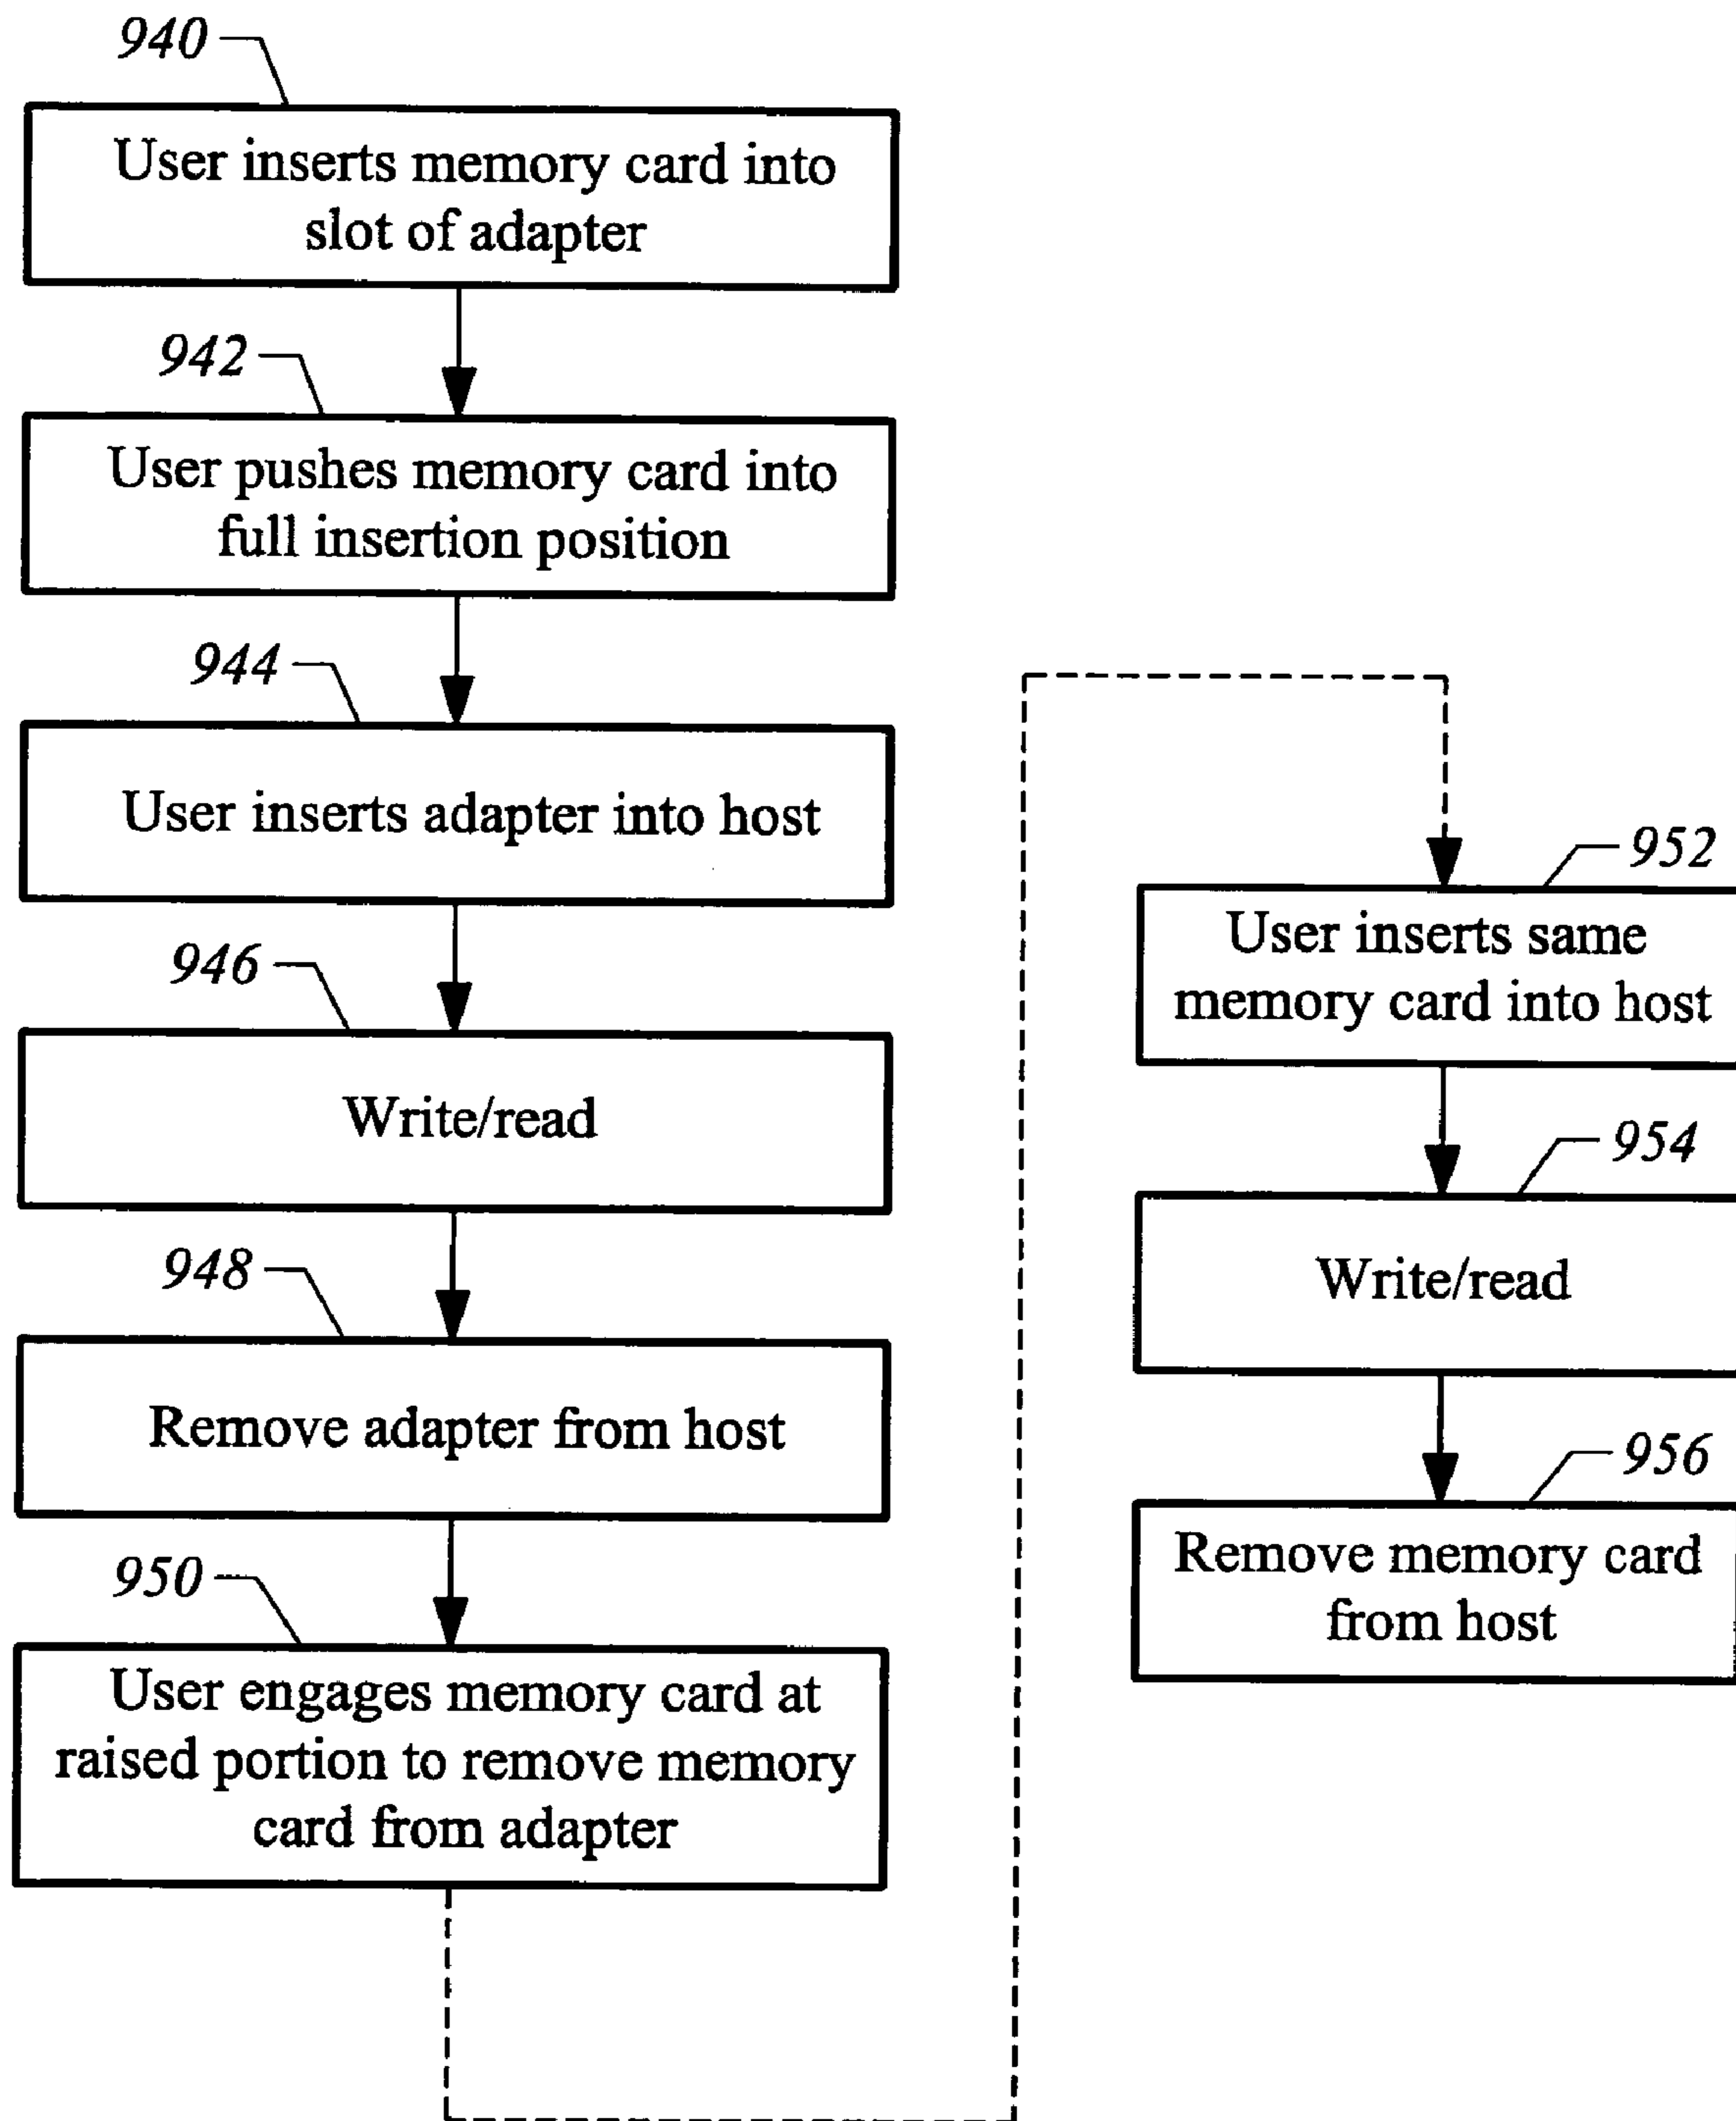 940
User inserts memory card into
slot of adapter
942
User pushes memory card into
full insertion position
944
User inserts adapter into host
946
Write/read
948
Remove adapter from host
950
User engages memory card at
raised portion to remove memory
card from adapter
952
User inserts same
memory card into host
954
Write/read
956
Remove memory card
from host